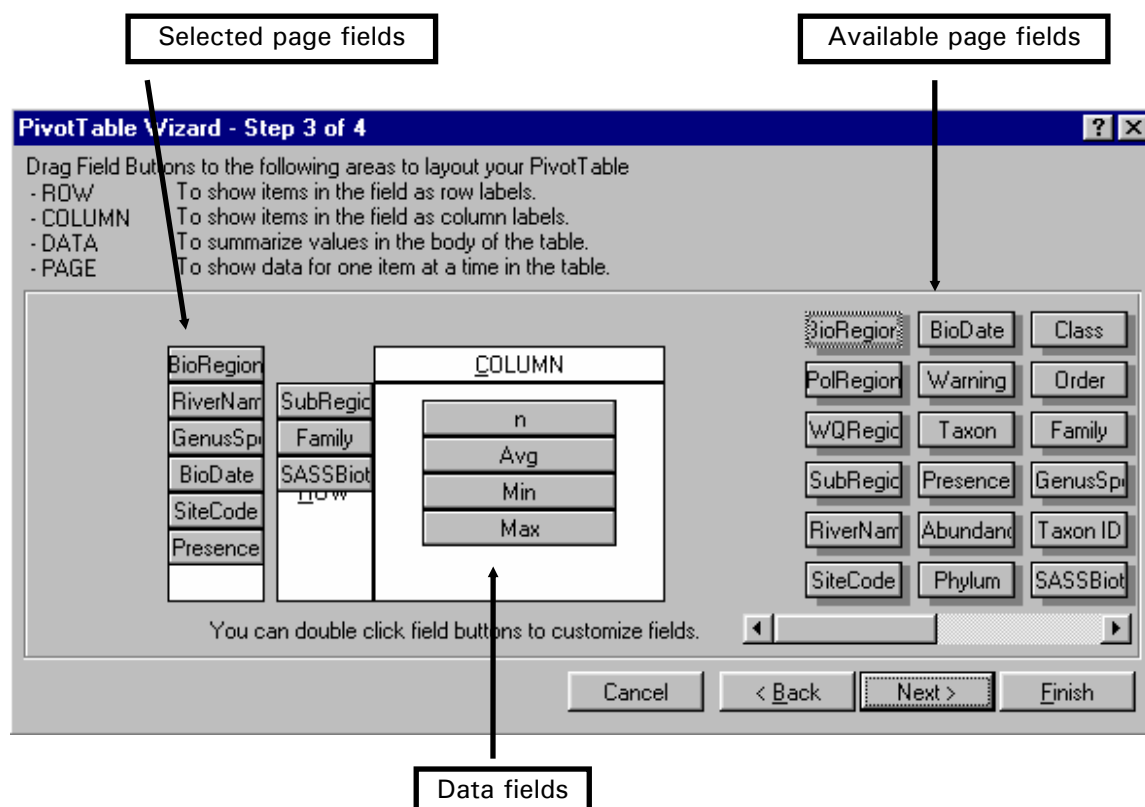 Selected page fields
Available page fields
PivotTable Wizard - Step 3 of 4
Drag Field Buttons to the following areas to layout your PivotTable
- ROW To show items in the field as row labels.
- COLUMN To show items in the field as column labels.
- DATA To summarize values in the body of the table.
- PAGE To show data for one item at a time in the table.
BioRegion
RiverNam
GenusSp
BioDate
SiteCode
Presence
SubRegic
Family
SASSBiot
ROW
COLUMN
n
Avg
Min
Max
BioRegion BioDate Class
PolRegion Warning Order
WQRegic Taxon Family
SubRegic Presence GenusSp
RiverNam Abundanc Taxon ID
SiteCode Phylum SASSBiot
You can double click field buttons to customize fields.
Cancel < Back Next > Finish
Data fields